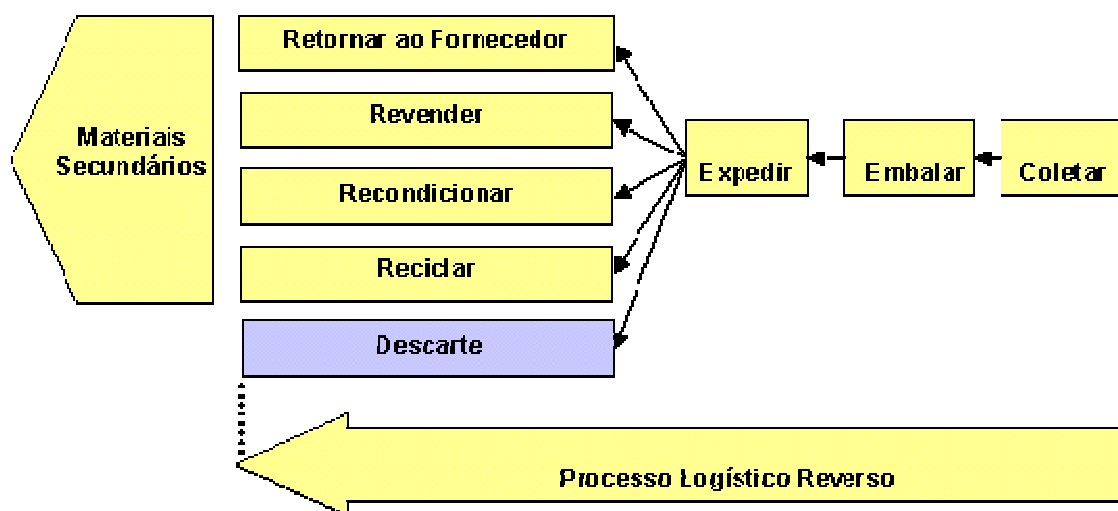 Retornar ao Fornecedor
Revender
Materiais
Secundários
Recondicionar
Reciclar
Descarte
Expedir
Embalar
Coletar
Processo Logístico Reverso